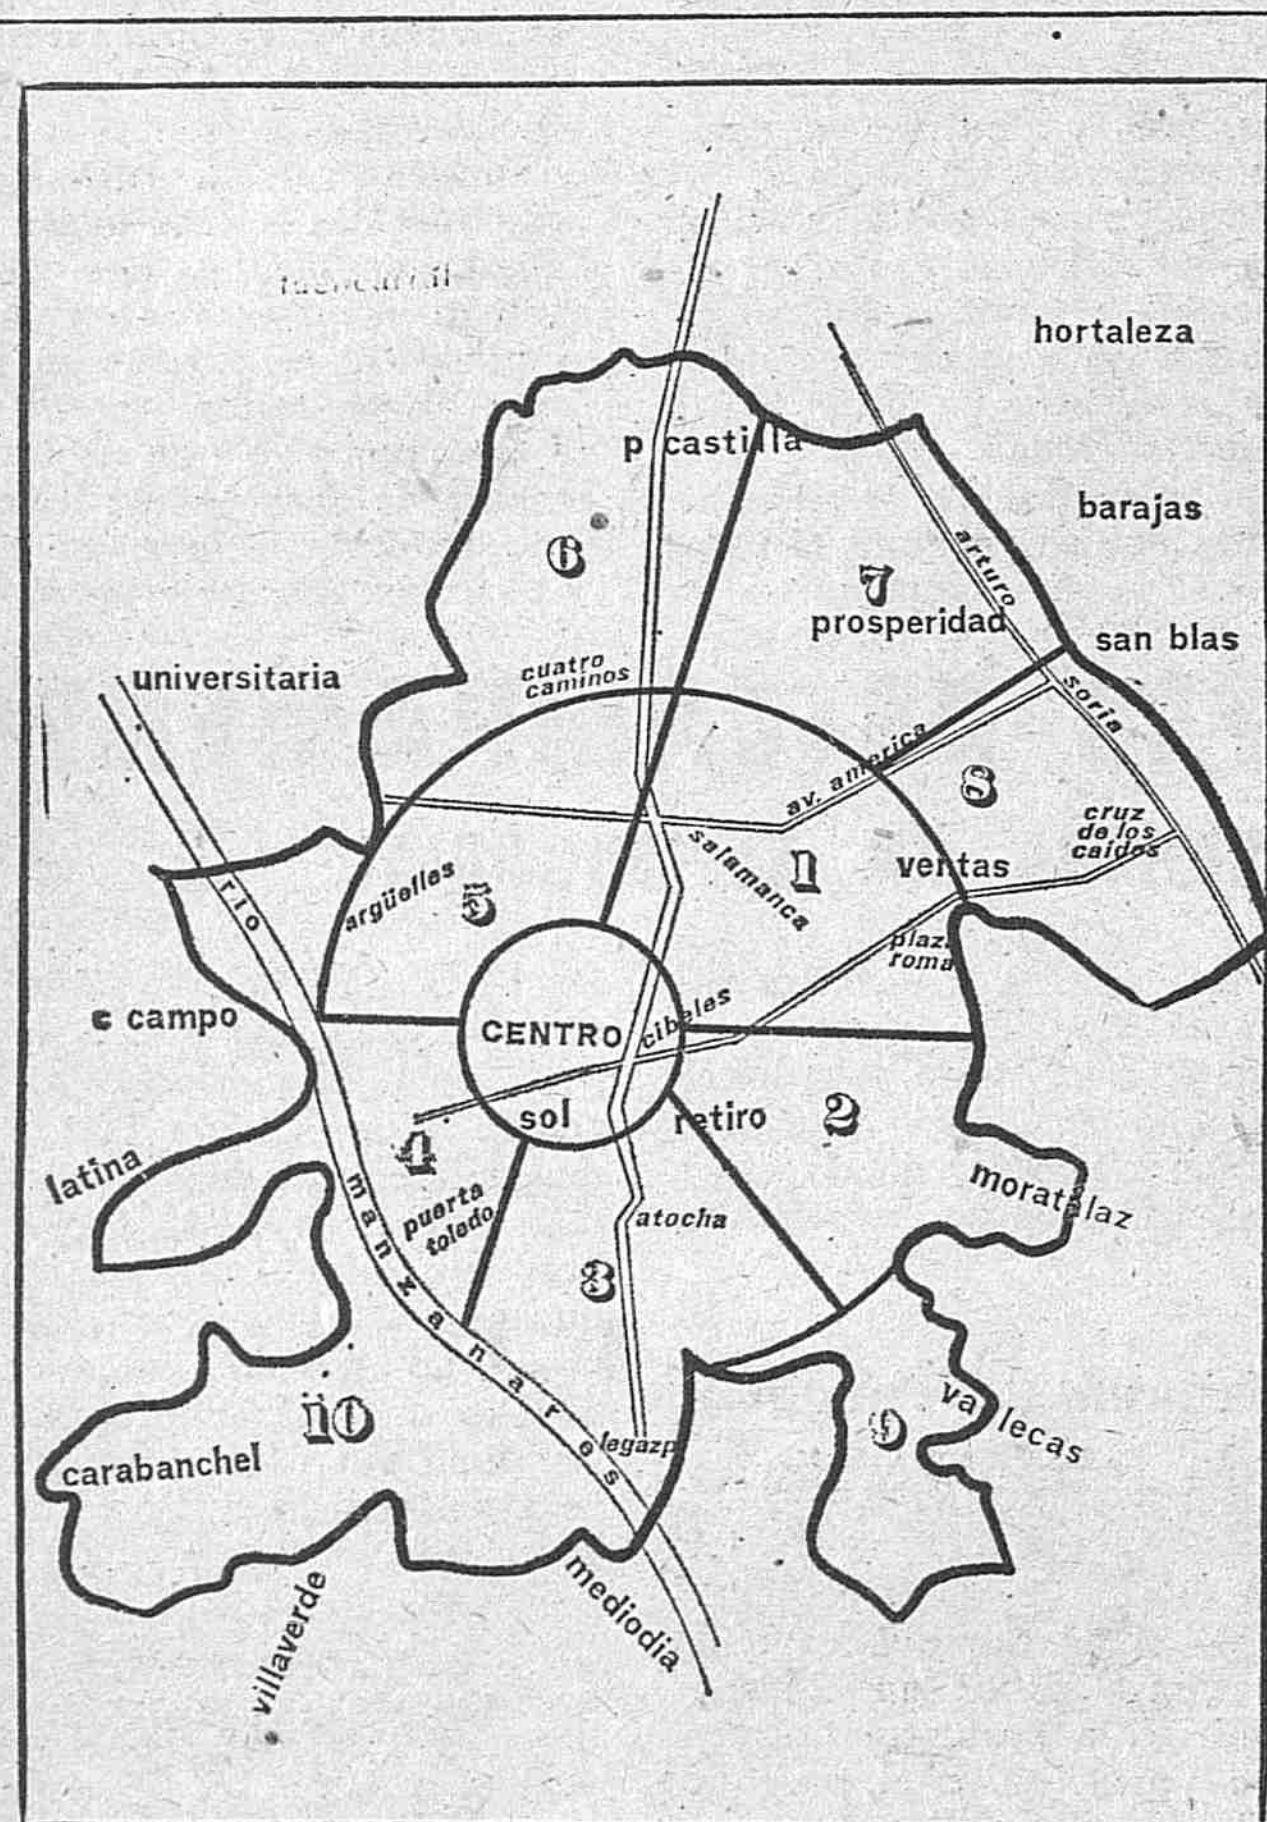 hortaleza
p castilla
barajas
6
arturo
7
prosperidad
san blas
cuatro
caminos
universitaria
soria
av. america
8
cruz
de los
caidos
salamanca
1
ventas
argüelles
5
rio
plaza
roma
c campo
CENTRO
cibeles
sol
retiro
2
4
latina
moratalaz
manzanares
puerta
toledo
atocha
3
10
9
vallecas
legazpi
carabanchel
villaverde
mediodia